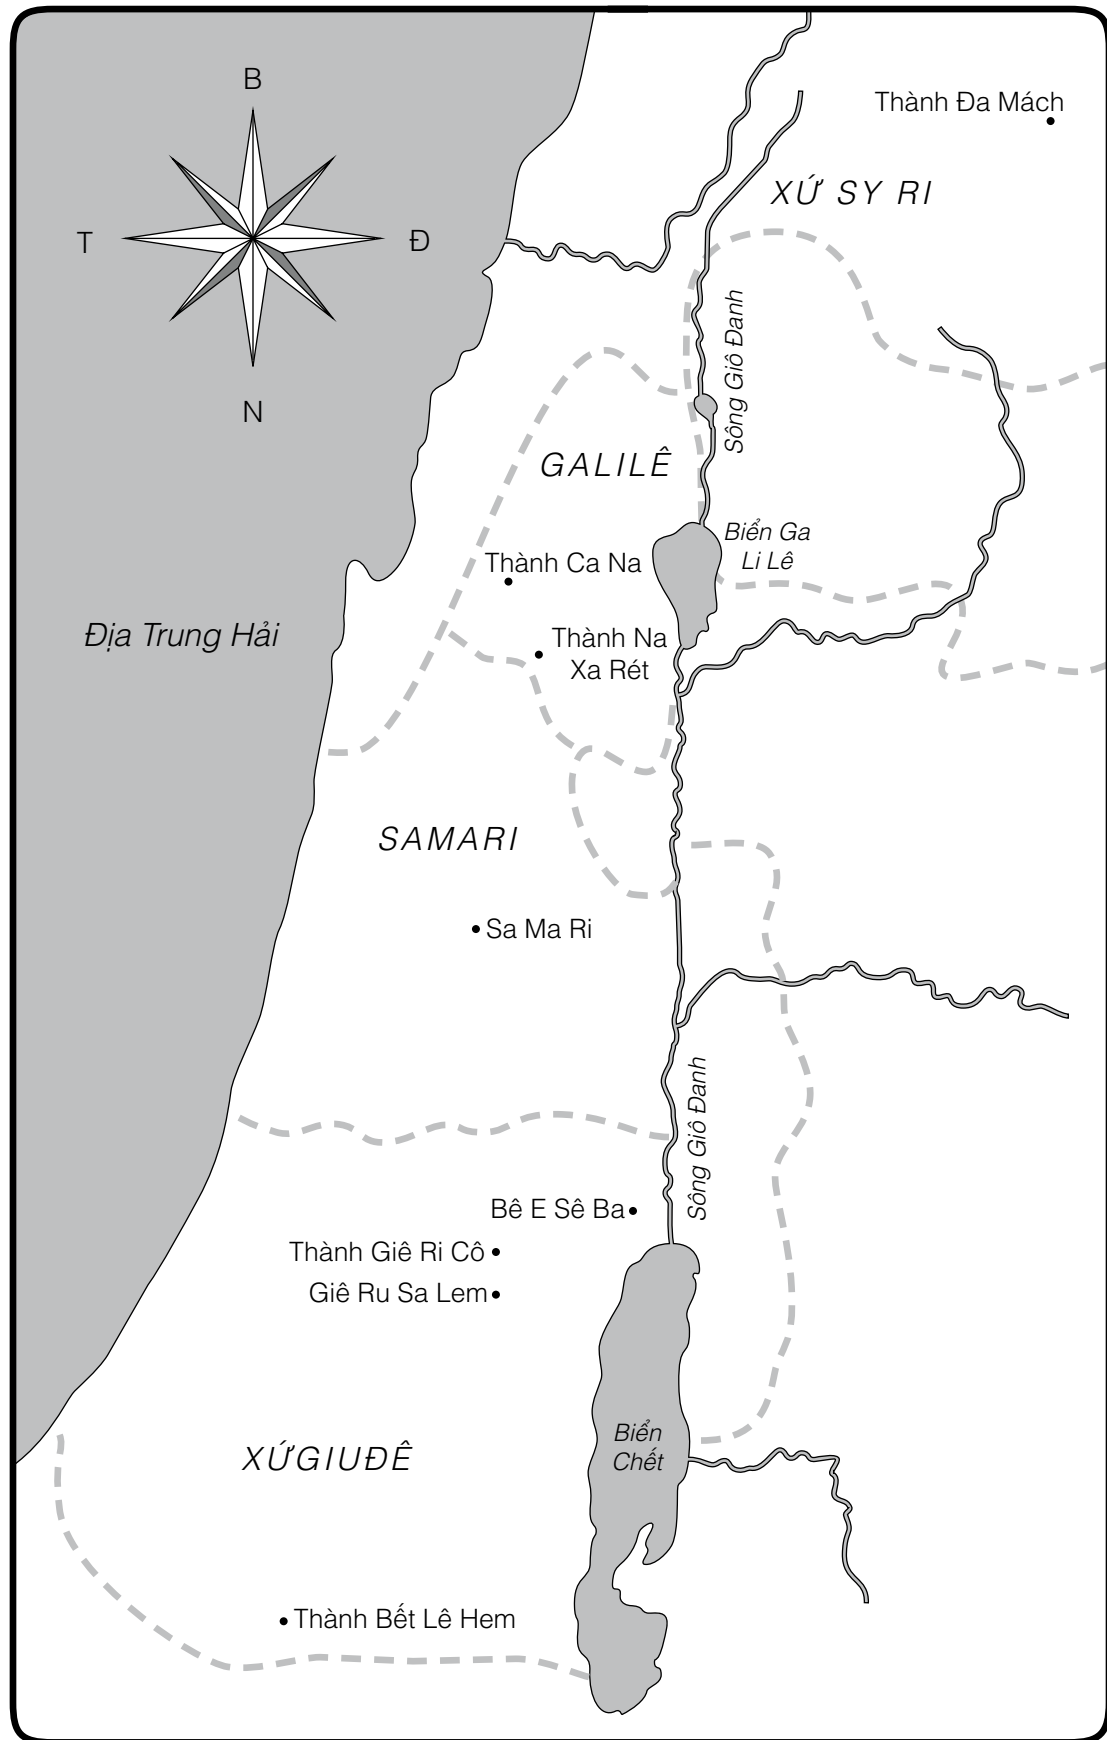 B
Thành Đa Mách
XỨ SY RI
T
Đ
Sông Giô Đanh
N
GALILÊ
Biển Ga
Li Lê
Thành Ca Na
Địa Trung Hải
Thành Na
Xa Rét
SAMARI
Sa Ma Ri
Sông Giô Đanh
Bê E Sê Ba
Thành Giê Ri Cô
Giê Ru Sa Lem
Biển
Chết
XỨGIUĐÊ
Thành Bết Lê Hem